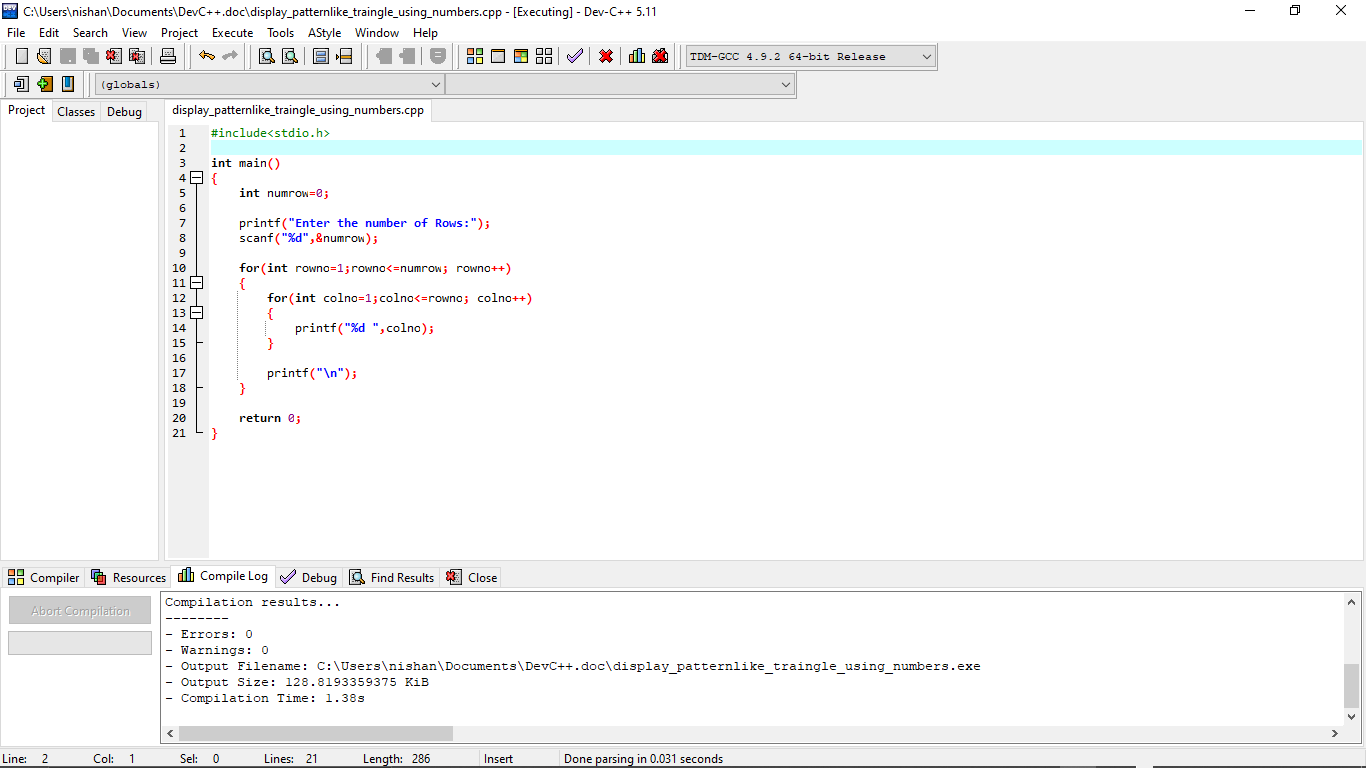 C:\Users\nishan\Documents\DevC++.doc\display_patternlike_traingle_using_numbers.cpp - [Executing] - Dev-C++ 5.11
File Edit Search View Project Execute Tools AStyle Window Help
TDM-GCC 4.9.2 64-bit Release
(globals)
Project Classes Debug
display_patternlike_traingle_using_numbers.cpp
1 #include<stdio.h>
2
3 int main()
4 {
5 int numrow=0;
6
7 printf("Enter the number of Rows:");
8 scanf("%d",&numrow);
9
10 for(int rowno=1;rowno<=numrow; rowno++)
11 {
12 for(int colno=1;colno<=rowno; colno++)
13 {
14 printf("%d ",colno);
15 }
16
17 printf("\n");
18 }
19
20 return 0;
21 }
Compiler Resources Compile Log Debug Find Results Close
Abort Compilation
Compilation results...
--------
- Errors: 0
- Warnings: 0
- Output Filename: C:\Users\nishan\Documents\DevC++.doc\display_patternlike_traingle_using_numbers.exe
- Output Size: 128.8193359375 KiB
- Compilation Time: 1.38s
Line: 2 Col: 1 Sel: 0 Lines: 21 Length: 286 Insert Done parsing in 0.031 seconds